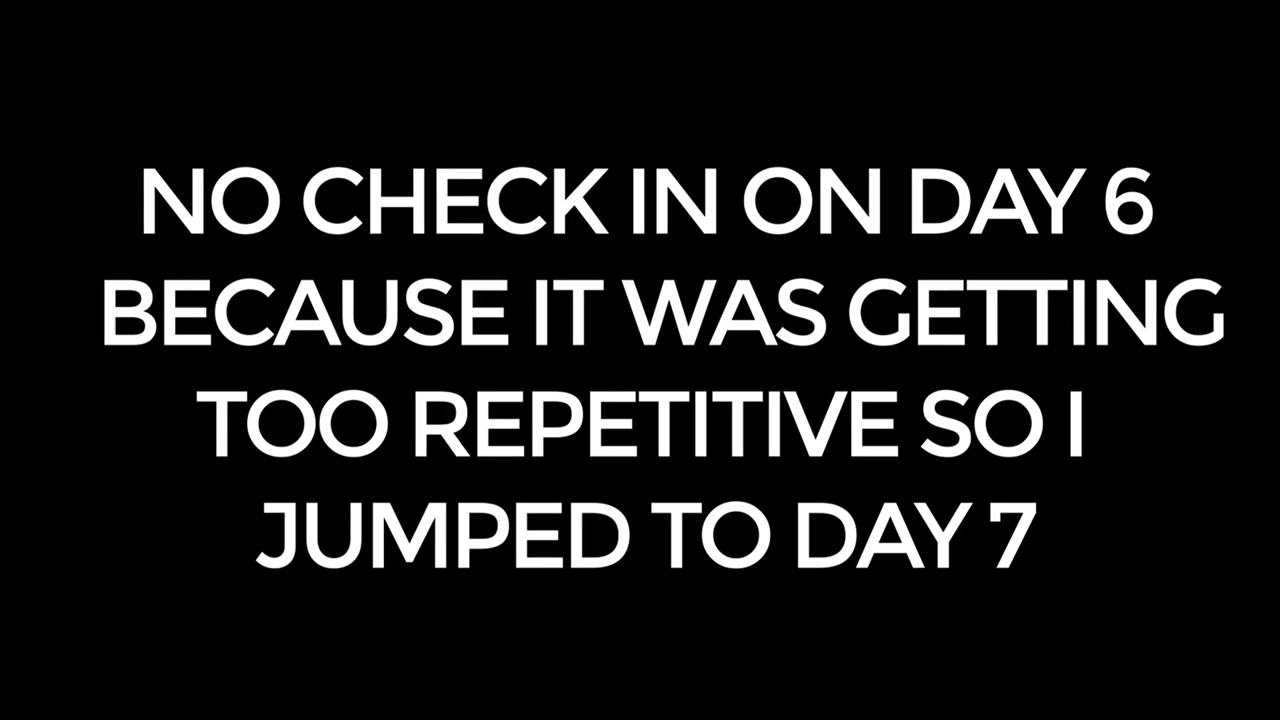 NO CHECK IN ON DAY 6
BECAUSE IT WAS GETTING
TOO REPETITIVE SO I
JUMPED TO DAY 7